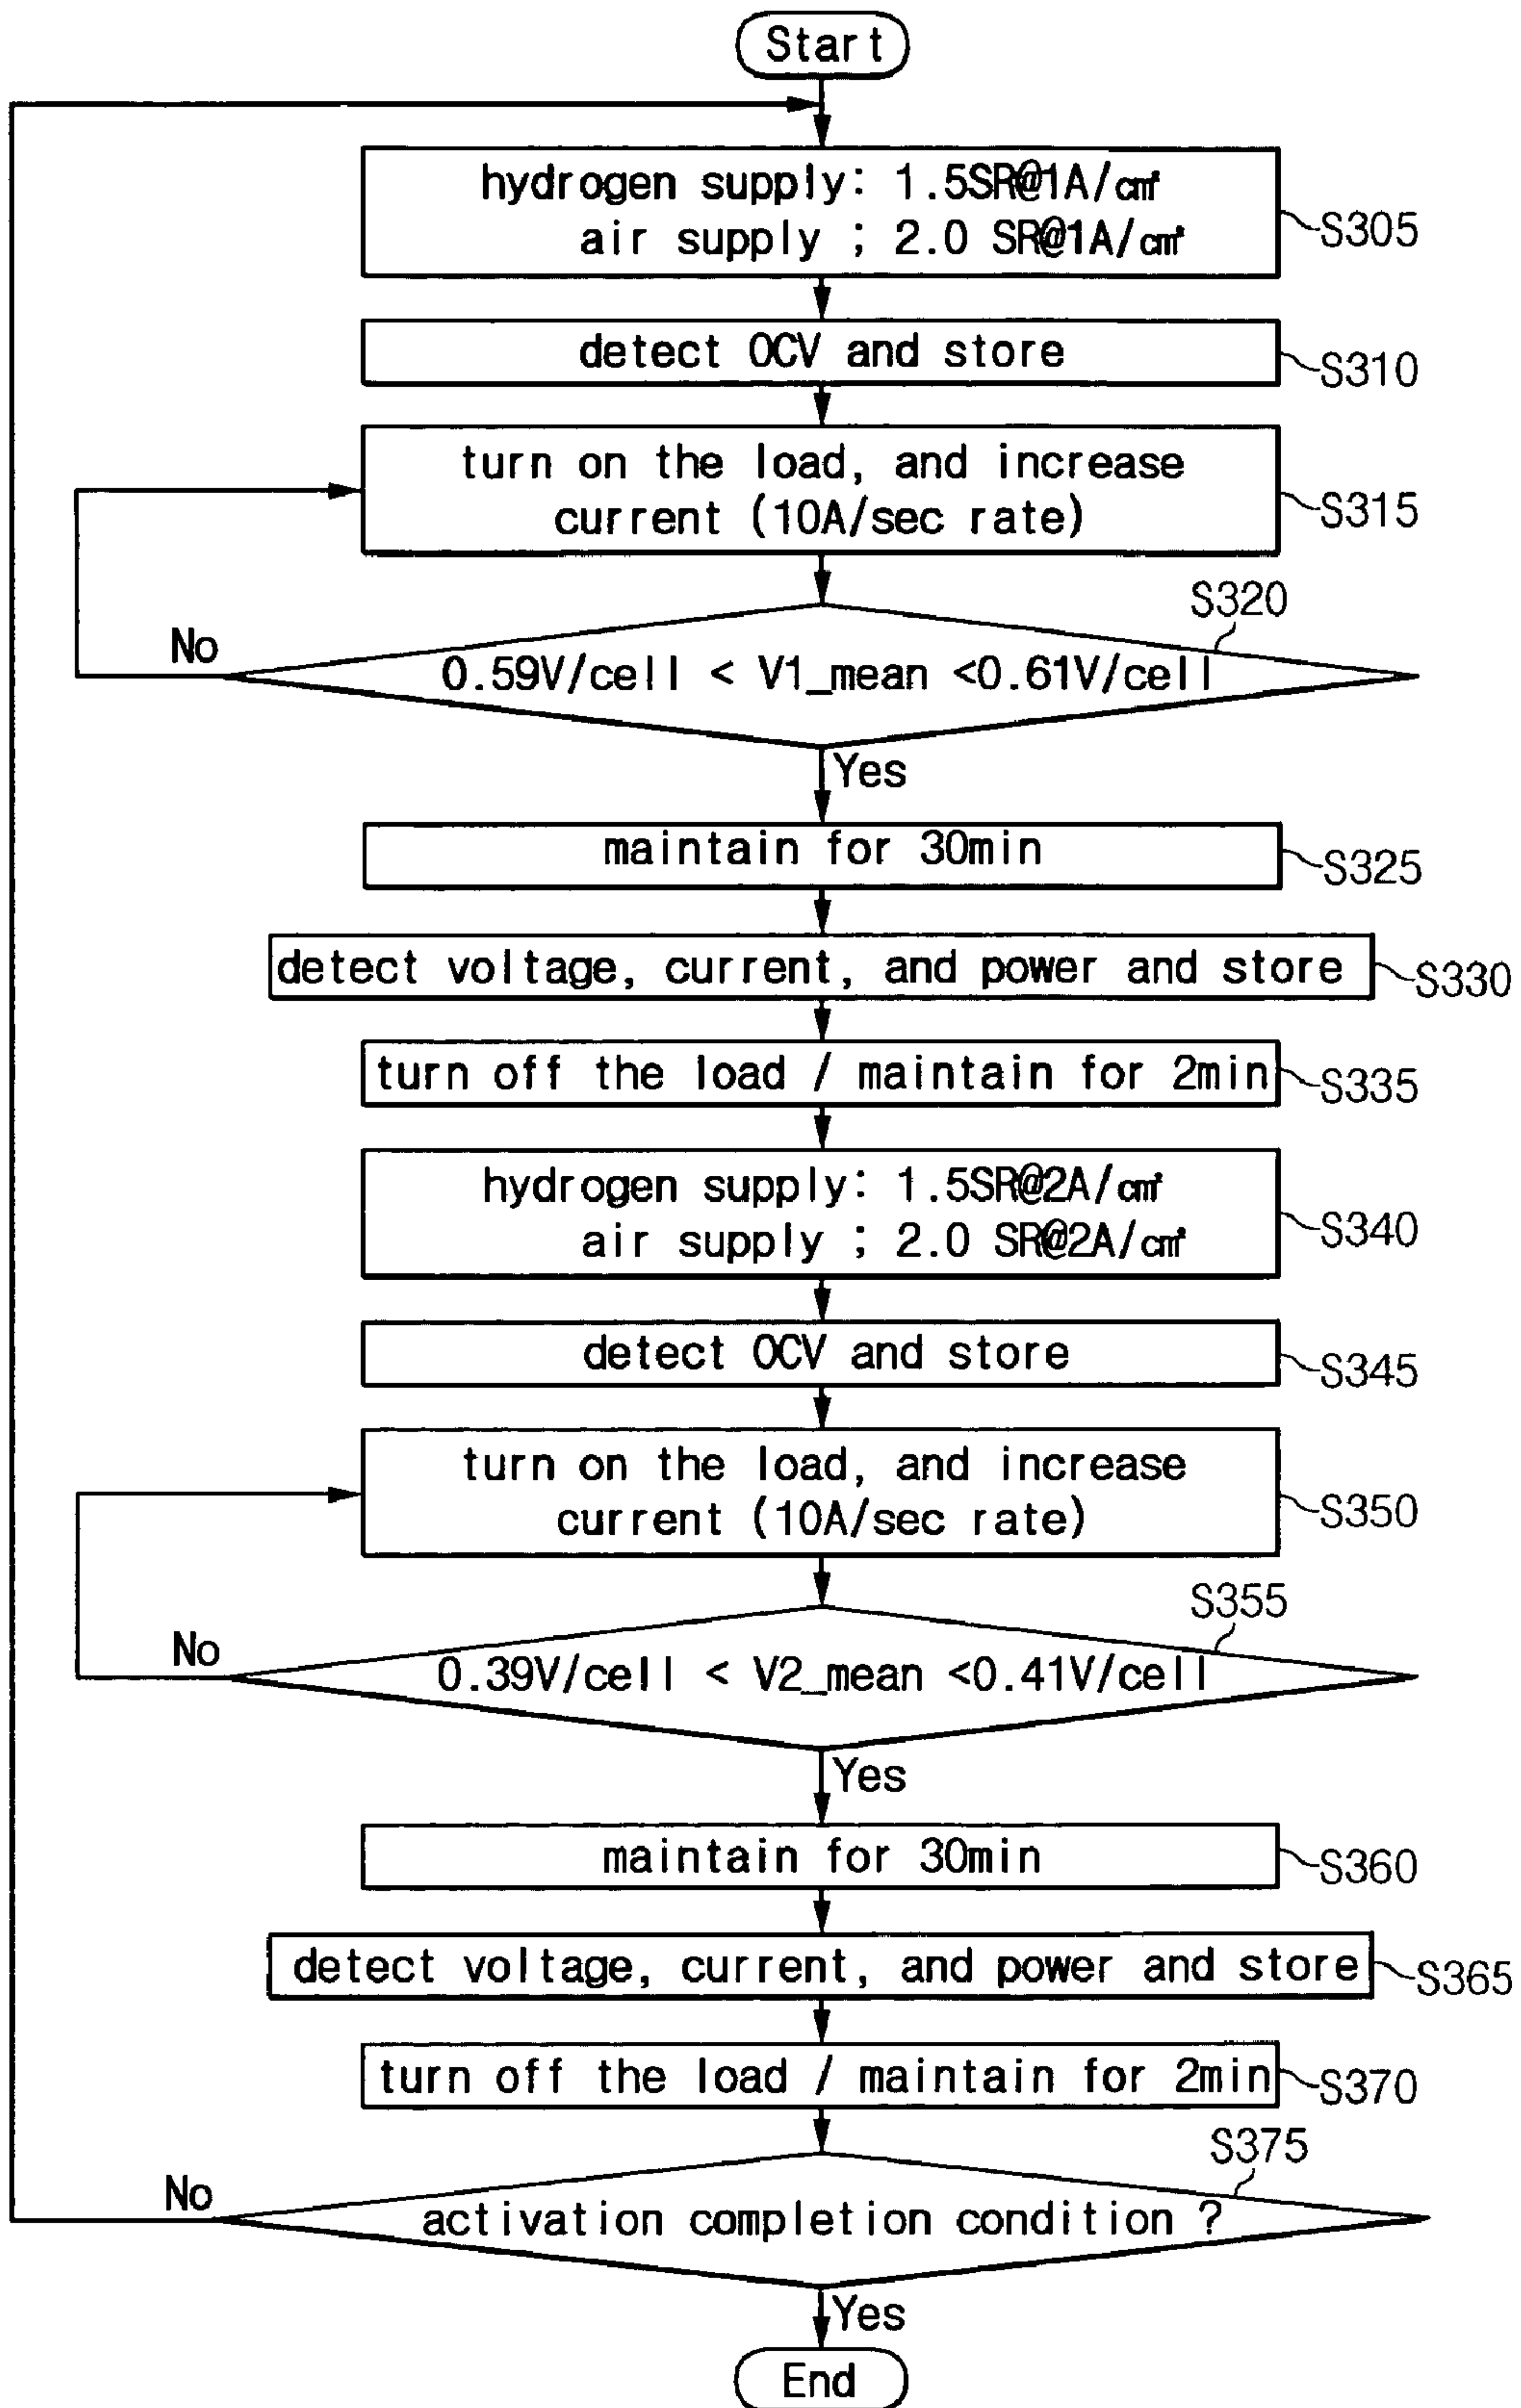 Start
hydrogen supply: 1.5SR@1A/㎠
air supply ; 2.0 SR@1A/㎠
S305
detect OCV and store
S310
turn on the load, and increase
current (10A/sec rate)
S315
S320
No
0.59V/cell < V1_mean <0.61V/cell
Yes
maintain for 30min
S325
detect voltage, current, and power and store
S330
turn off the load / maintain for 2min
S335
hydrogen supply: 1.5SR@2A/㎠
air supply ; 2.0 SR@2A/㎠
S340
detect OCV and store
S345
turn on the load, and increase
current (10A/sec rate)
S350
S355
No
0.39V/cell < V2_mean <0.41V/cell
Yes
maintain for 30min
S360
detect voltage, current, and power and store
S365
turn off the load / maintain for 2min
S370
S375
No
activation completion condition ?
Yes
End